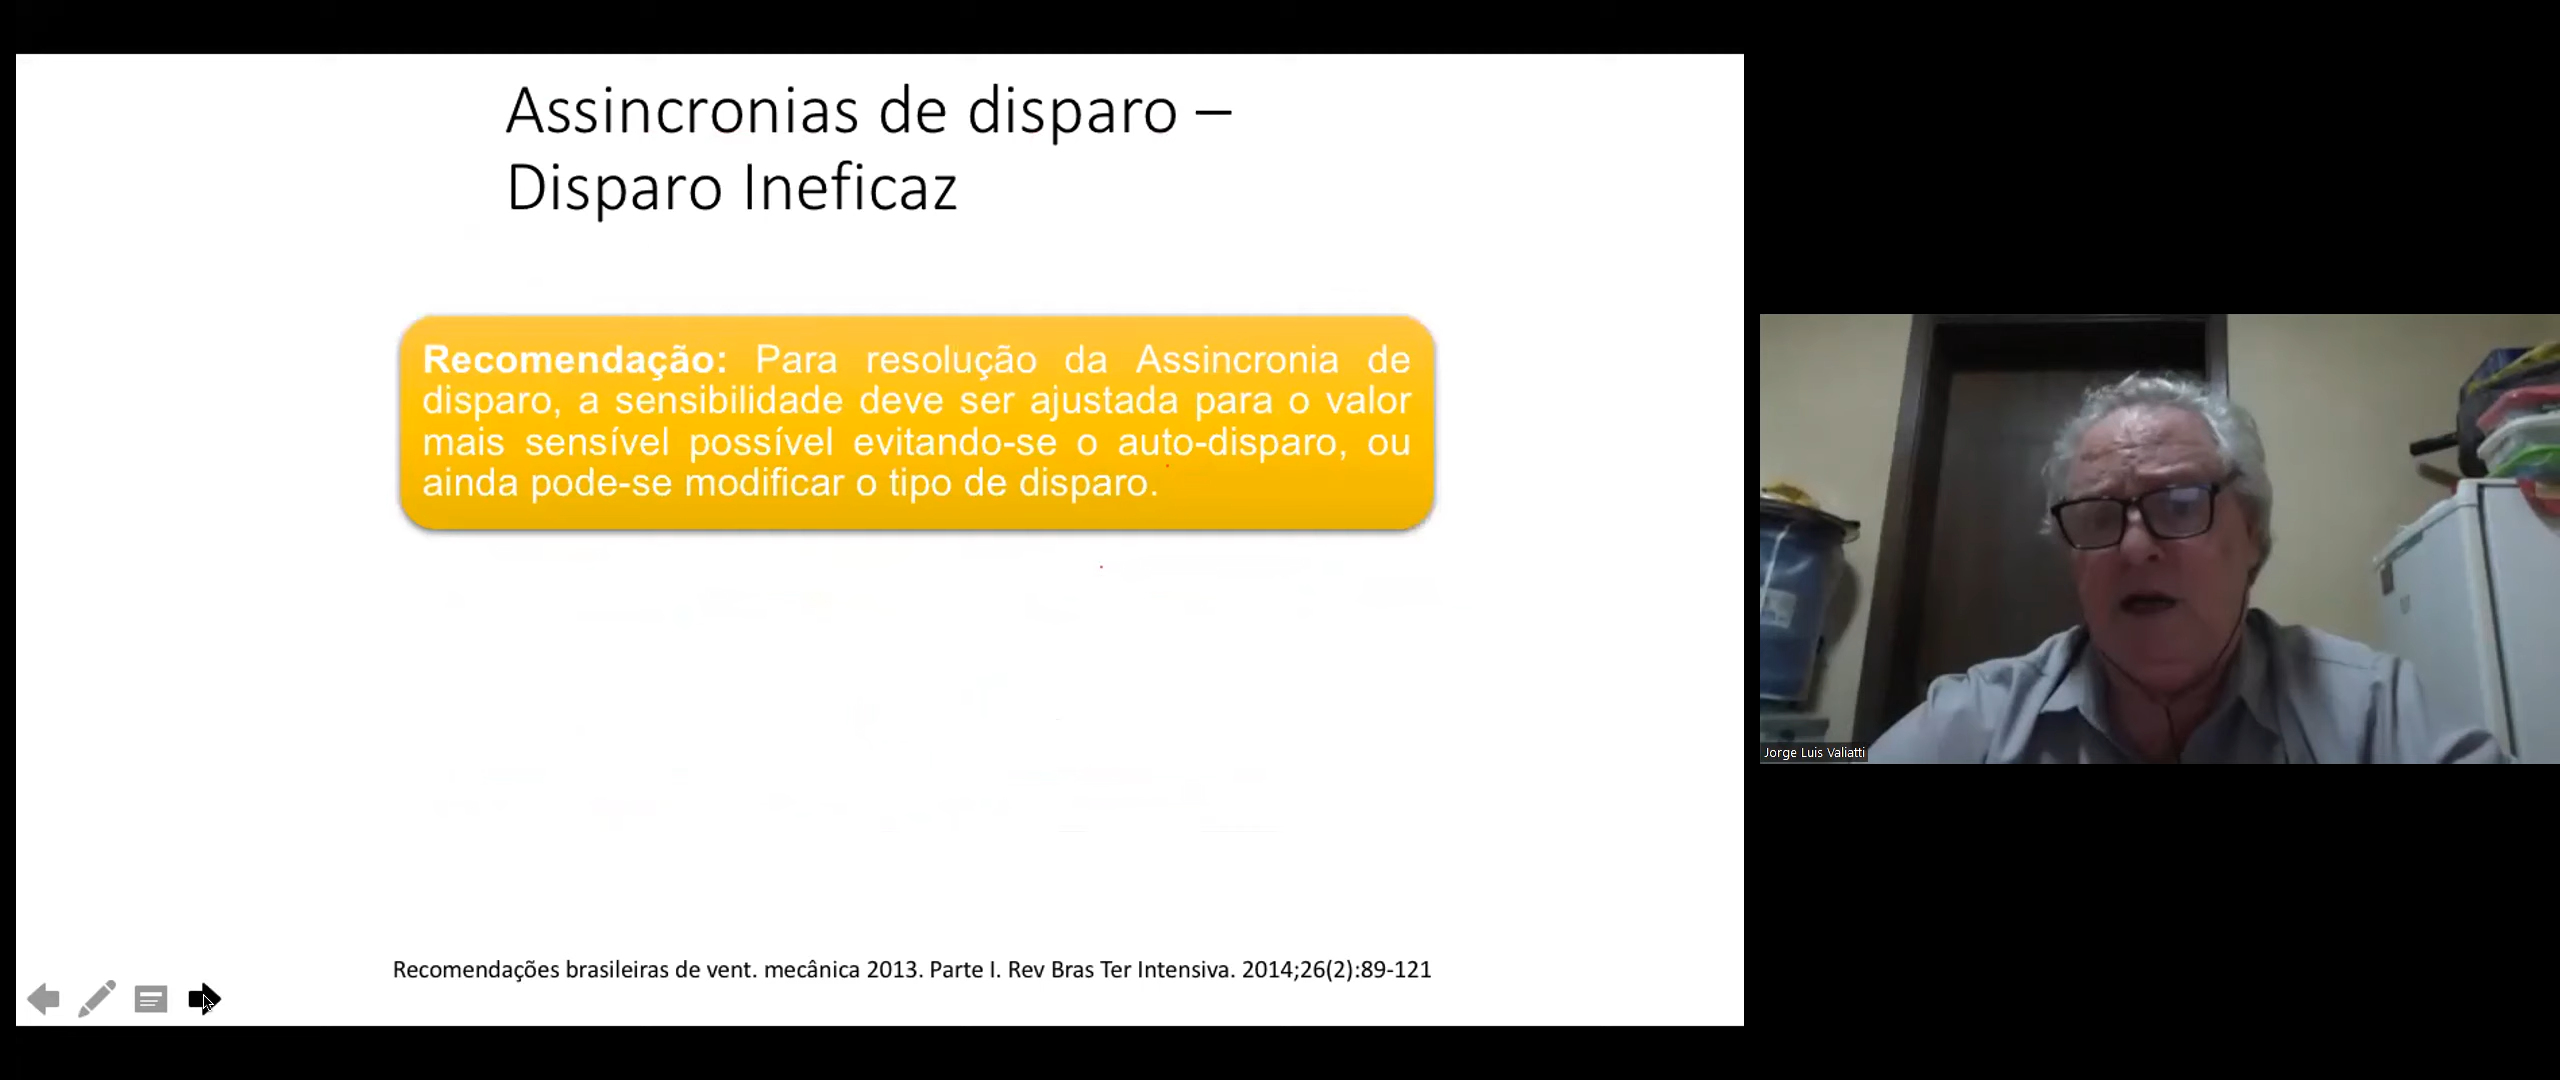 Assincronias de disparo –
Disparo Ineficaz
Recomendação: Para resolução da Assincronia de
disparo, a sensibilidade deve ser ajustada para o valor
mais sensível possível evitando-se o auto-disparo, ou
ainda pode-se modificar o tipo de disparo.
Recomendações brasileiras de vent. mecânica 2013. Parte I. Rev Bras Ter Intensiva. 2014;26(2):89-121
Jorge Luis Valiatti